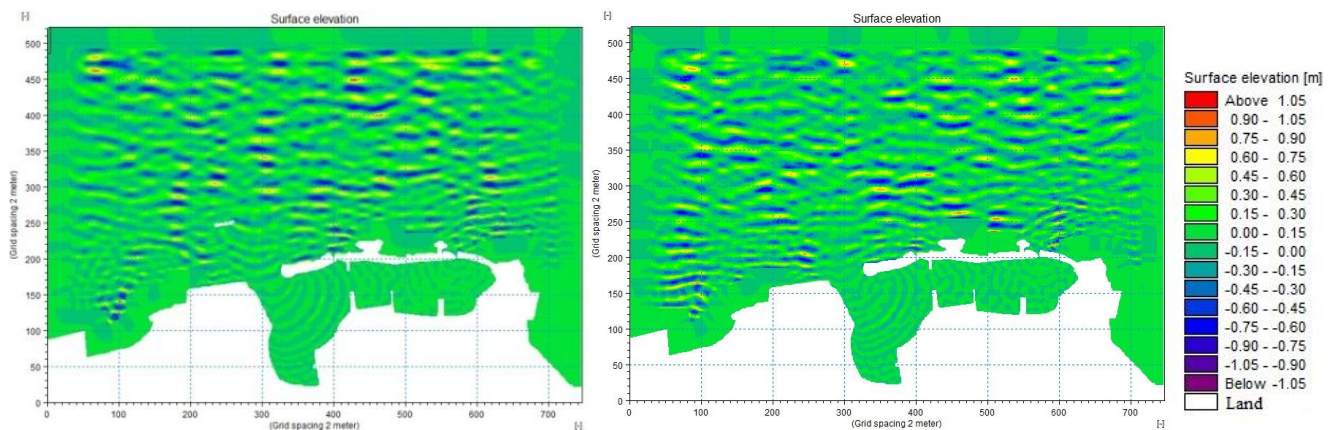 [-]
Surface elevation
500
450
400
350
300
250
200
150
100
50
0
(Grid spacing 2 meter)
0 100 200 300 400 500 600 700
(Grid spacing 2 meter)
[-]
[-]
Surface elevation
500
450
400
350
300
250
200
150
100
50
0
(Grid spacing 2 meter)
0 100 200 300 400 500 600 700
(Grid spacing 2 meter)
[-]
Surface elevation [m]
Above 1.05
0.90 - 1.05
0.75 - 0.90
0.60 - 0.75
0.45 - 0.60
0.30 - 0.45
0.15 - 0.30
0.00 - 0.15
-0.15 - 0.00
-0.30 - -0.15
-0.45 - -0.30
-0.60 - -0.45
-0.75 - -0.60
-0.90 - -0.75
-1.05 - -0.90
Below -1.05
Land